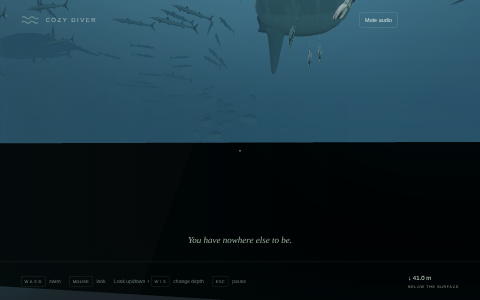 COZY DIVER
Mute audio
You have nowhere else to be.
W A S D swim MOUSE look Look up/down + W / S change depth ESC pause
↓ 41.0 m
BELOW THE SURFACE